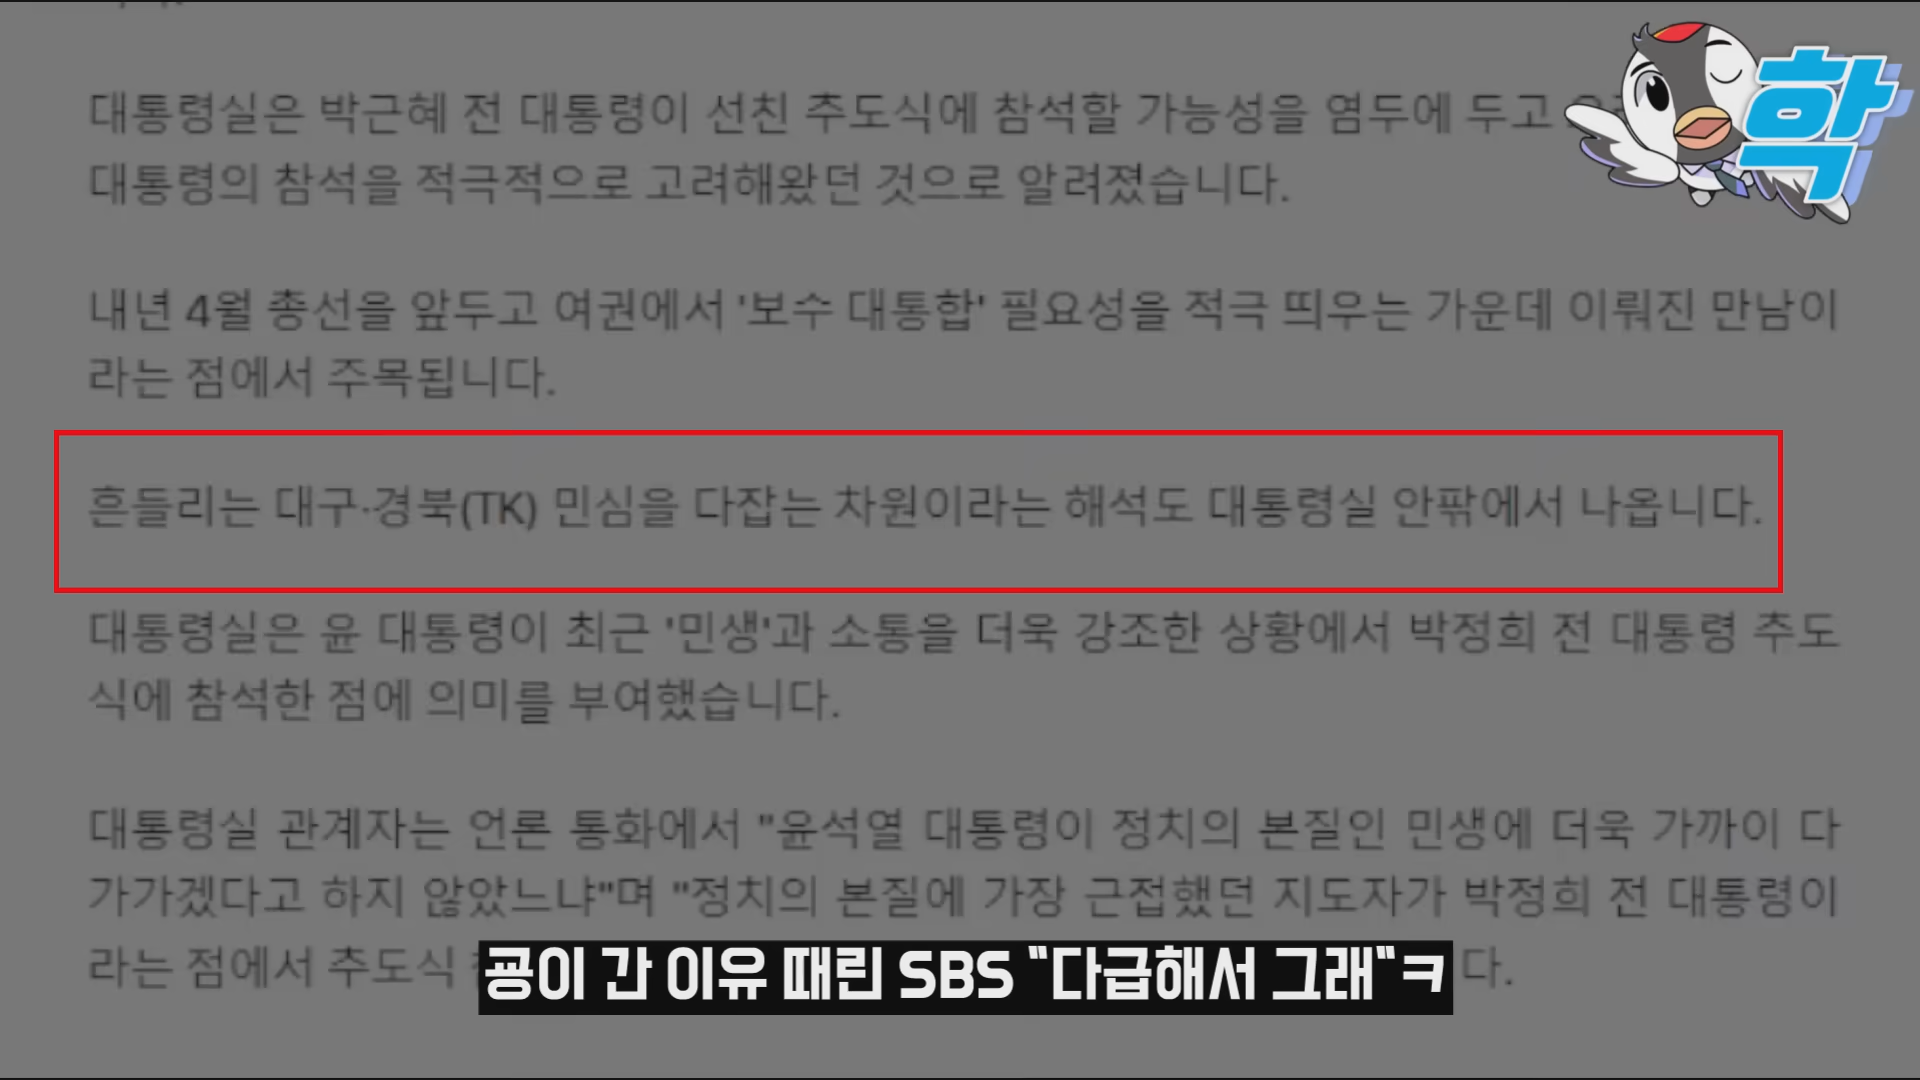 대통령실은 박근혜 전 대통령이 선친 추도식에 참석할 가능성을 염두에 두고
대통령의 참석을 적극적으로 고려해왔던 것으로 알려졌습니다.
내년 4월 총선을 앞두고 여권에서 '보수 대통합' 필요성을 적극 띄우는 가운데 이뤄진 만남이
라는 점에서 주목됩니다.
흔들리는 대구·경북(TK) 민심을 다잡는 차원이라는 해석도 대통령실 안팎에서 나옵니다.
대통령실은 윤 대통령이 최근 '민생'과 소통을 더욱 강조한 상황에서 박정희 전 대통령 추도
식에 참석한 점에 의미를 부여했습니다.
대통령실 관계자는 언론 통화에서 "윤석열 대통령이 정치의 본질인 민생에 더욱 가까이 다
가가겠다고 하지 않았느냐"며 "정치의 본질에 가장 근접했던 지도자가 박정희 전 대통령이
라는 점에서 추도식 다.
굥이 간 이유 때린 SBS "다급해서 그래"ㅋ
학